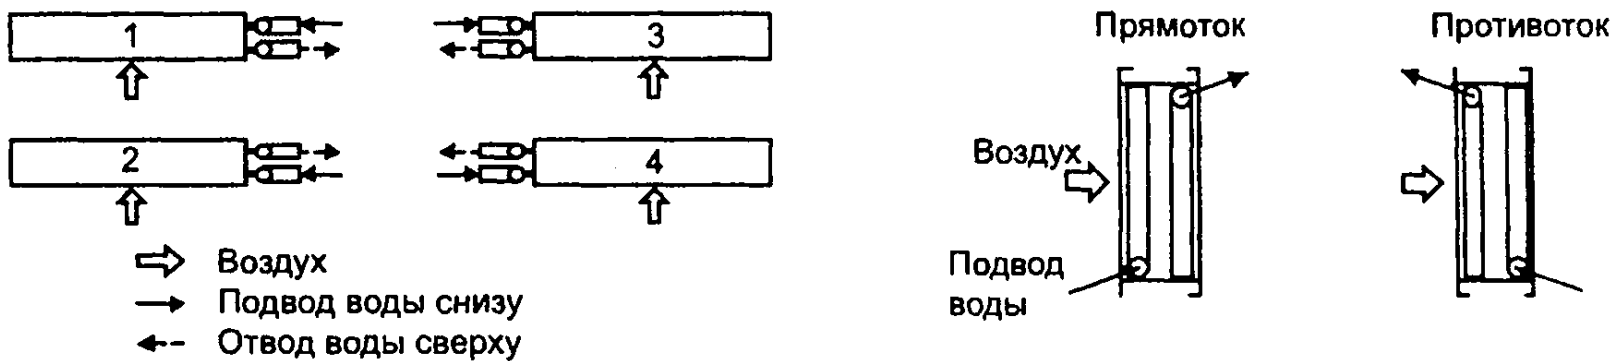 1
3
2
4
Воздух
Подвод воды снизу
Отвод воды сверху
Прямоток
Противоток
Воздух
Подвод
воды